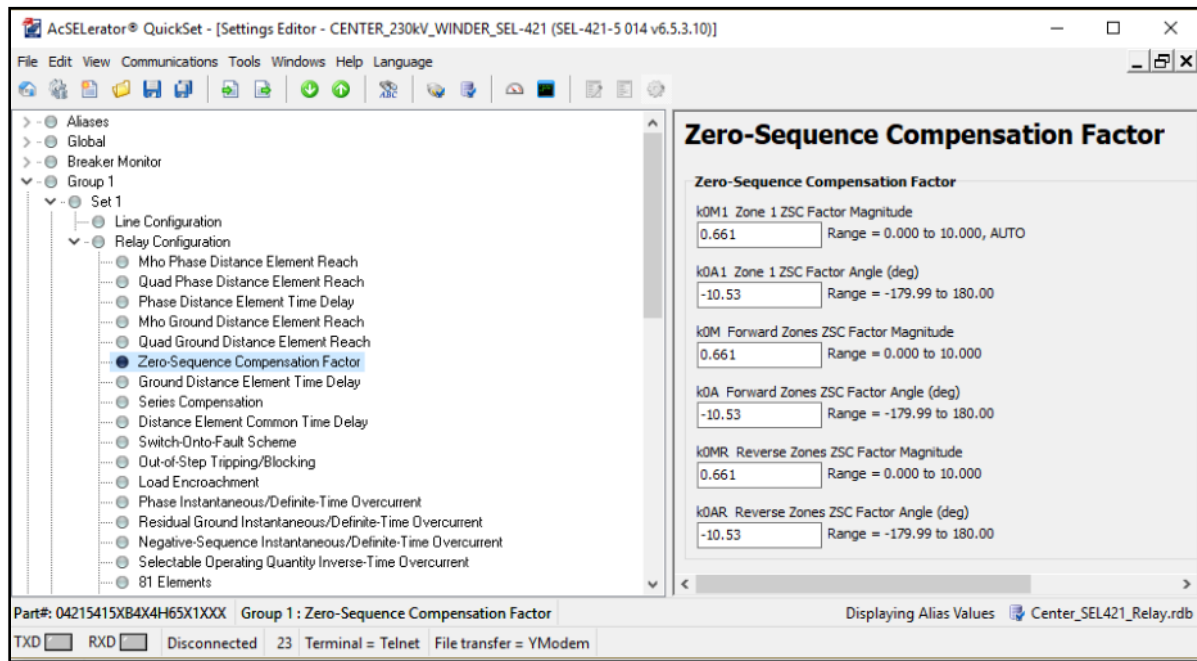 AcSELerator® QuickSet - [Settings Editor - CENTER_230kV_WINDER_SEL-421 (SEL-421-5 014 v6.5.3.10)]
File Edit View Communications Tools Windows Help Language
Aliases
Global
Breaker Monitor
Group 1
Set 1
Line Configuration
Relay Configuration
Mho Phase Distance Element Reach
Quad Phase Distance Element Reach
Phase Distance Element Time Delay
Mho Ground Distance Element Reach
Quad Ground Distance Element Reach
Zero-Sequence Compensation Factor
Ground Distance Element Time Delay
Series Compensation
Distance Element Common Time Delay
Switch-Onto-Fault Scheme
Out-of-Step Tripping/Blocking
Load Encroachment
Phase Instantaneous/Definite-Time Overcurrent
Residual Ground Instantaneous/Definite-Time Overcurrent
Negative-Sequence Instantaneous/Definite-Time Overcurrent
Selectable Operating Quantity Inverse-Time Overcurrent
81 Elements
Zero-Sequence Compensation Factor
Zero-Sequence Compensation Factor
k0M1 Zone 1 ZSC Factor Magnitude
0.661 Range = 0.000 to 10.000, AUTO
k0A1 Zone 1 ZSC Factor Angle (deg)
-10.53 Range = -179.99 to 180.00
k0M Forward Zones ZSC Factor Magnitude
0.661 Range = 0.000 to 10.000
k0A Forward Zones ZSC Factor Angle (deg)
-10.53 Range = -179.99 to 180.00
k0MR Reverse Zones ZSC Factor Magnitude
0.661 Range = 0.000 to 10.000
k0AR Reverse Zones ZSC Factor Angle (deg)
-10.53 Range = -179.99 to 180.00
Part#: 04215415XB4X4H65X1XXX Group 1 : Zero-Sequence Compensation Factor Displaying Alias Values Center_SEL421_Relay.rdb
TXD RXD Disconnected 23 Terminal = Telnet File transfer = YModem